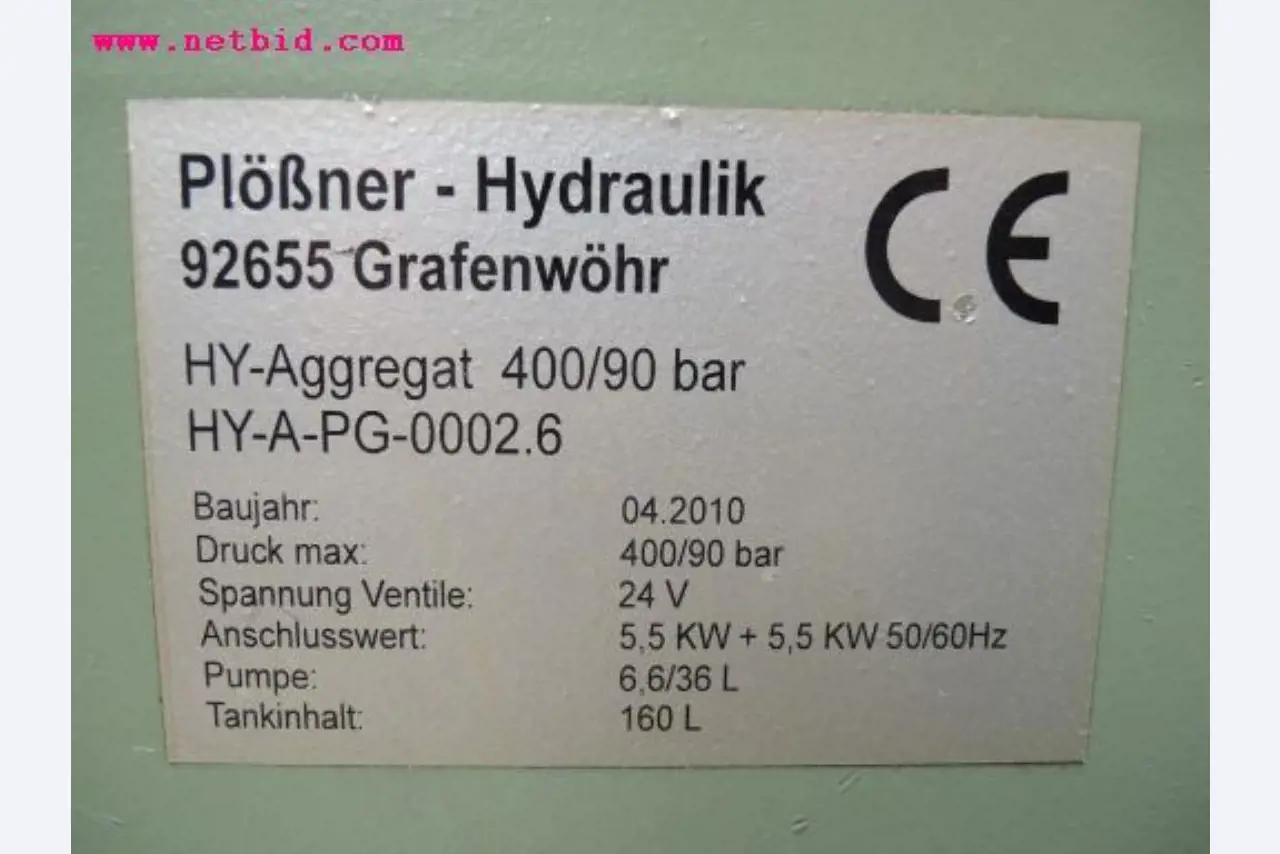 www.netbid.com
Plößner - Hydraulik
92655 Grafenwöhr
CE
HY-Aggregat 400/90 bar
HY-A-PG-0002.6
Baujahr: 04.2010
Druck max: 400/90 bar
Spannung Ventile: 24 V
Anschlusswert: 5,5 KW + 5,5 KW 50/60Hz
Pumpe: 6,6/36 L
Tankinhalt: 160 L